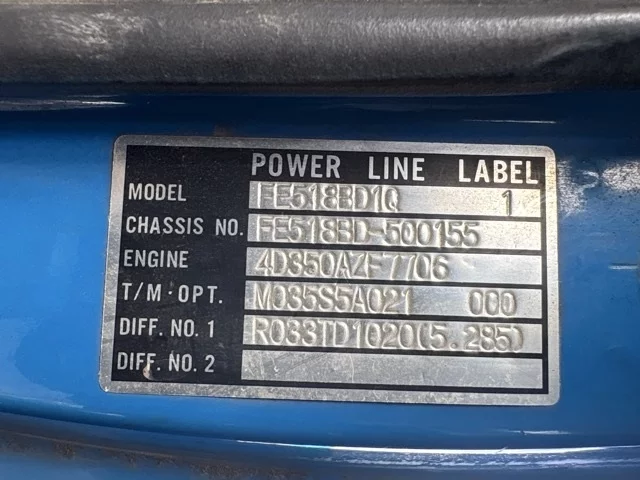 POWER LINE LABEL
MODEL FE518BD1Q 1
CHASSIS NO. FE518BD-500155
ENGINE 4D350AZF7706
T/M·OPT. M035S5A021 000
DIFF. NO. 1 R033TD1020(5.285)
DIFF. NO. 2